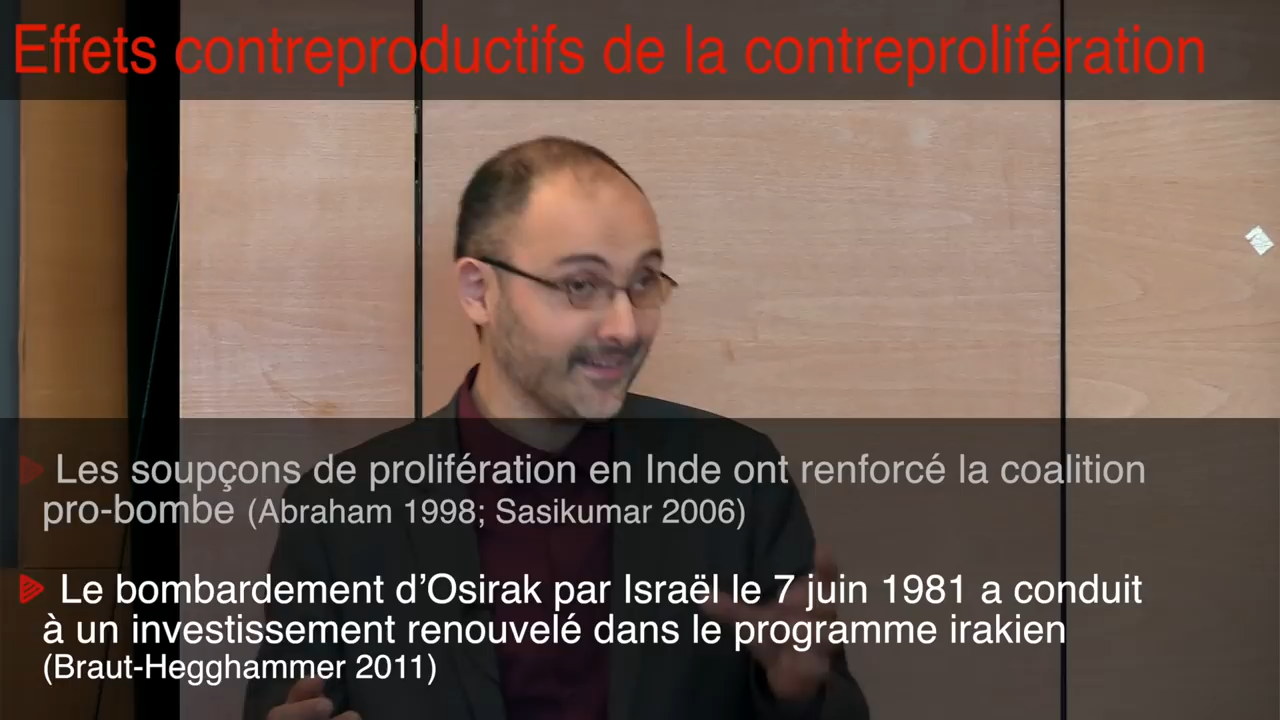 Effets contreproductifs de la contreprolifération
Les soupçons de prolifération en Inde ont renforcé la coalition
pro-bombe (Abraham 1998; Sasikumar 2006)
Le bombardement d’Osirak par Israël le 7 juin 1981 a conduit
à un investissement renouvelé dans le programme irakien
(Braut-Hegghammer 2011)